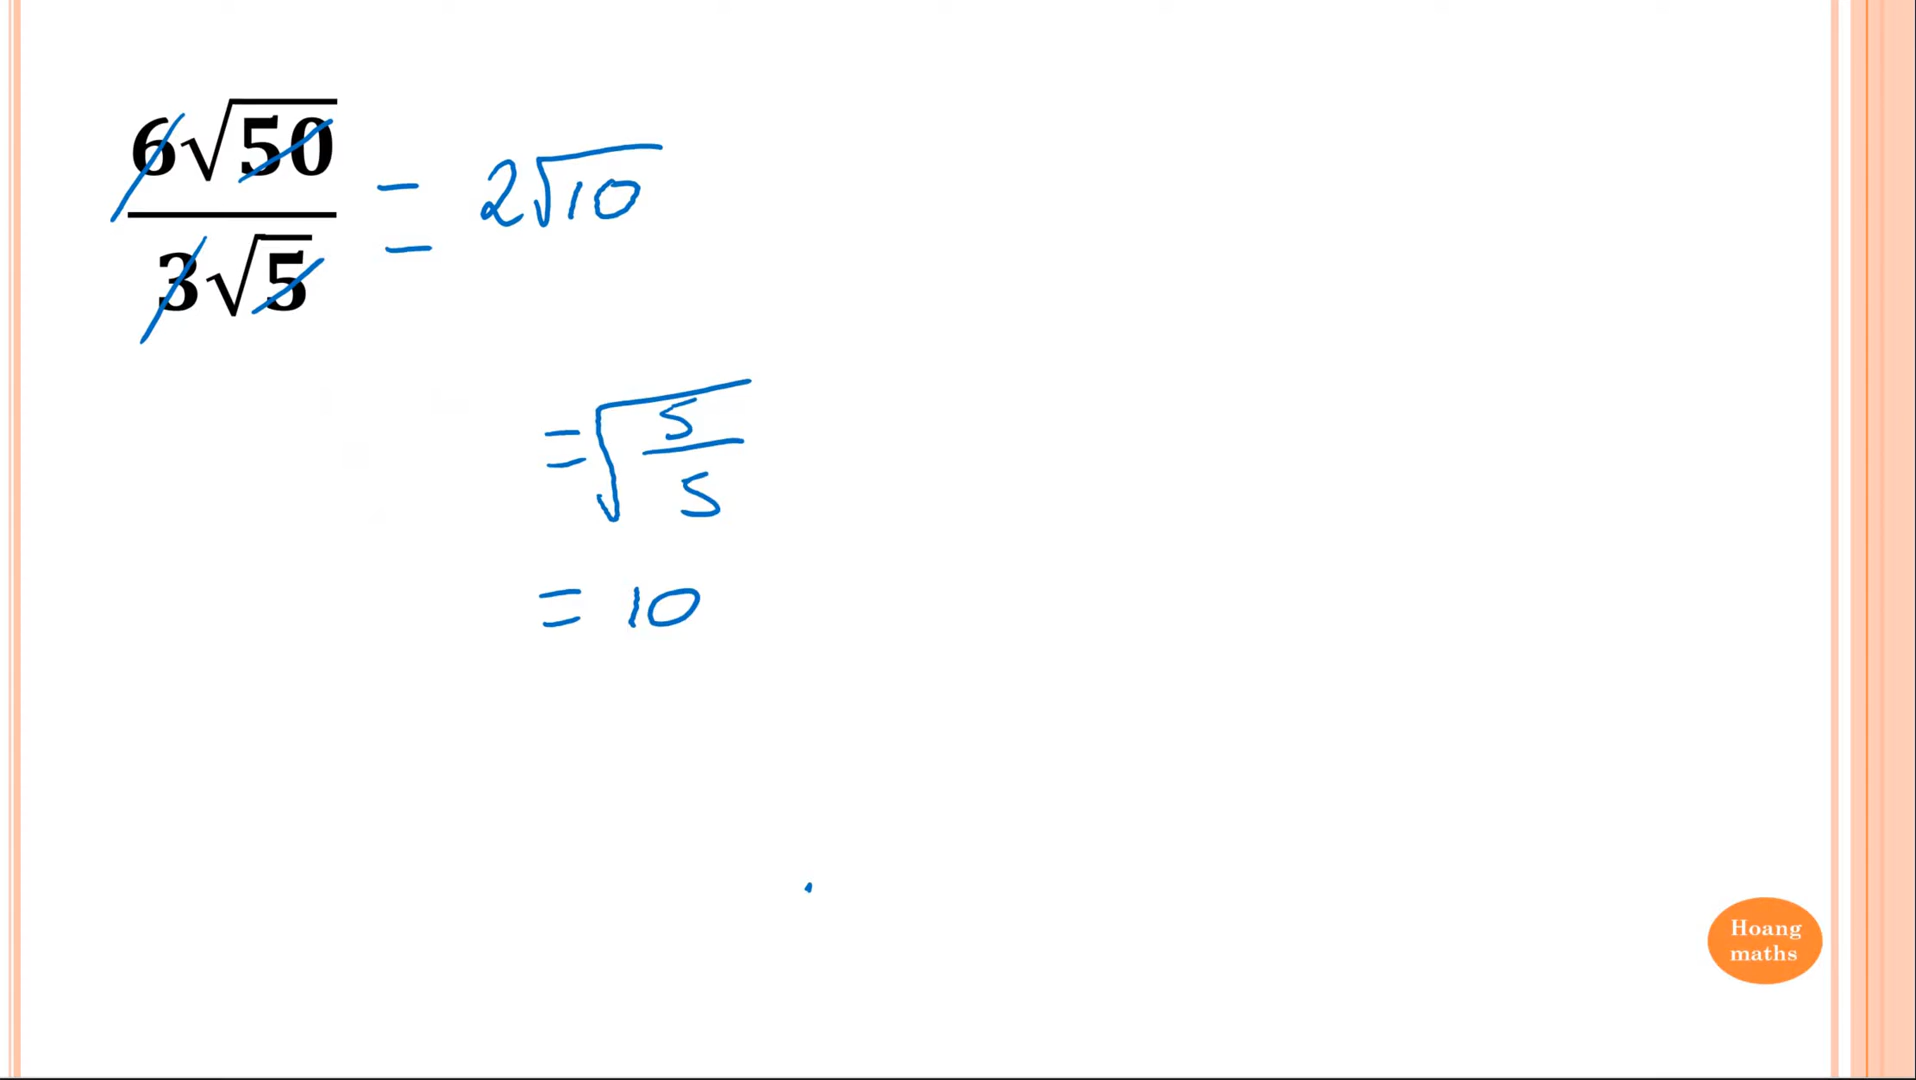 6√50 / 3√5 = 2√10
= √(5/5)
= 10
Hoang
maths